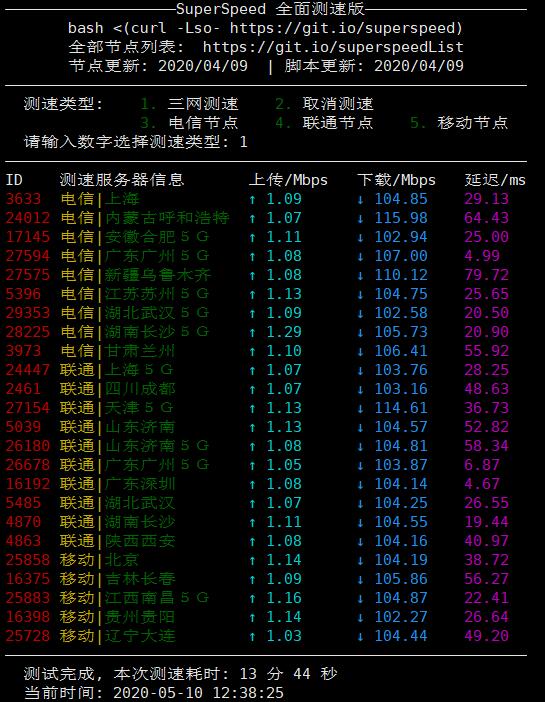 SuperSpeed 全面测速版
bash <(curl -Lso- https://git.io/superspeed)
全部节点列表: https://git.io/superspeedList
节点更新: 2020/04/09 | 脚本更新: 2020/04/09
测速类型: 1. 三网测速 2. 取消测速
3. 电信节点 4. 联通节点 5. 移动节点
请输入数字选择测速类型: 1
ID 测速服务器信息 上传/Mbps 下载/Mbps 延迟/ms
3633 电信|上海 ↑ 1.09 ↓ 104.85 29.13
24012 电信|内蒙古呼和浩特 ↑ 1.07 ↓ 115.98 64.43
17145 电信|安徽合肥５Ｇ ↑ 1.11 ↓ 102.94 25.00
27594 电信|广东广州５Ｇ ↑ 1.08 ↓ 107.00 4.99
27575 电信|新疆乌鲁木齐 ↑ 1.08 ↓ 110.12 79.72
5396 电信|江苏苏州５Ｇ ↑ 1.13 ↓ 104.75 25.65
29353 电信|湖北武汉５Ｇ ↑ 1.09 ↓ 102.58 20.50
28225 电信|湖南长沙５Ｇ ↑ 1.29 ↓ 105.73 20.90
3973 电信|甘肃兰州 ↑ 1.10 ↓ 106.41 55.92
24447 联通|上海５Ｇ ↑ 1.07 ↓ 103.76 28.25
2461 联通|四川成都 ↑ 1.07 ↓ 103.16 48.63
27154 联通|天津５Ｇ ↑ 1.13 ↓ 114.61 36.73
5039 联通|山东济南 ↑ 1.13 ↓ 104.57 52.82
26180 联通|山东济南５Ｇ ↑ 1.08 ↓ 104.81 58.34
26678 联通|广东广州５Ｇ ↑ 1.05 ↓ 103.87 6.87
16192 联通|广东深圳 ↑ 1.08 ↓ 104.14 4.67
5485 联通|湖北武汉 ↑ 1.07 ↓ 104.25 26.55
4870 联通|湖南长沙 ↑ 1.11 ↓ 104.55 19.44
4863 联通|陕西西安 ↑ 1.08 ↓ 104.16 40.97
25858 移动|北京 ↑ 1.14 ↓ 104.19 38.72
16375 移动|吉林长春 ↑ 1.09 ↓ 105.86 56.27
25883 移动|江西南昌５Ｇ ↑ 1.16 ↓ 104.87 22.41
16398 移动|贵州贵阳 ↑ 1.14 ↓ 102.27 26.64
25728 移动|辽宁大连 ↑ 1.03 ↓ 104.44 49.20
测试完成, 本次测速耗时: 13 分 44 秒
当前时间: 2020-05-10 12:38:25